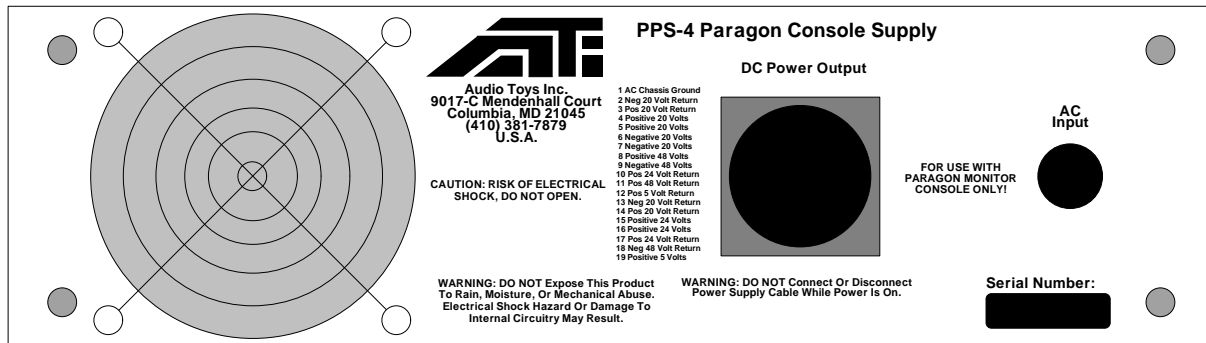 ATi
PPS-4 Paragon Console Supply
Audio Toys Inc.
9017-C Mendenhall Court
Columbia, MD 21045
(410) 381-7879
U.S.A.
CAUTION: RISK OF ELECTRICAL
SHOCK, DO NOT OPEN.
DC Power Output
1 AC Chassis Ground
2 Neg 20 Volt Return
3 Pos 20 Volt Return
4 Positive 20 Volts
5 Positive 20 Volts
6 Negative 20 Volts
7 Negative 20 Volts
8 Positive 48 Volts
9 Negative 48 Volts
10 Pos 24 Volt Return
11 Pos 48 Volt Return
12 Pos 5 Volt Return
13 Neg 20 Volt Return
14 Pos 20 Volt Return
15 Positive 24 Volts
16 Positive 24 Volts
17 Pos 24 Volt Return
18 Neg 48 Volt Return
19 Positive 5 Volts
AC
Input
FOR USE WITH
PARAGON MONITOR
CONSOLE ONLY!
WARNING: DO NOT Expose This Product
To Rain, Moisture, Or Mechanical Abuse.
Electrical Shock Hazard Or Damage To
Internal Circuitry May Result.
WARNING: DO NOT Connect Or Disconnect
Power Supply Cable While Power Is On.
Serial Number: